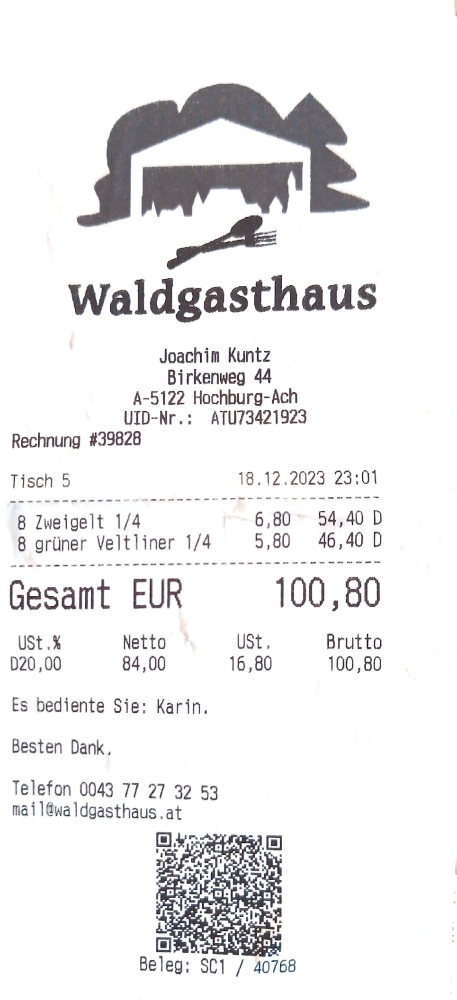 Waldgasthaus
Joachim Kuntz
Birkenweg 44
A-5122 Hochburg-Ach
UID-Nr.: ATU73421923
Rechnung #39828
Tisch 5 18.12.2023 23:01
8 Zweigelt 1/4 6,80 54,40 D
8 grüner Veltliner 1/4 5,80 46,40 D
Gesamt EUR 100,80
USt.% Netto USt. Brutto
D20,00 84,00 16,80 100,80
Es bediente Sie: Karin.
Besten Dank.
Telefon 0043 77 27 32 53
mail@waldgasthaus.at
Beleg: SC1 / 40768